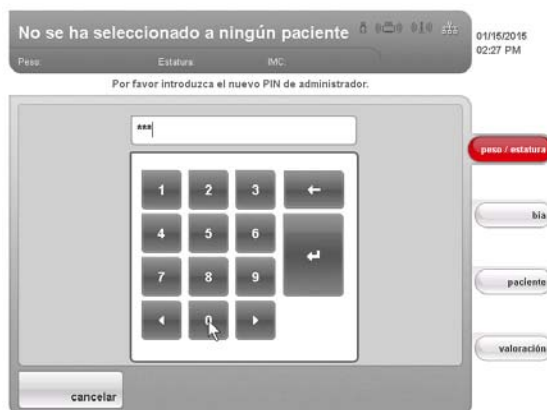 No se ha seleccionado a ningún paciente
01/15/2015
02:27 PM
Peso: Estatura: IMC:
Por favor introduzca el nuevo PIN de administrador.
***
1 2 3
4 5 6
7 8 9
0
peso / estatura
bia
paciente
valoración
cancelar